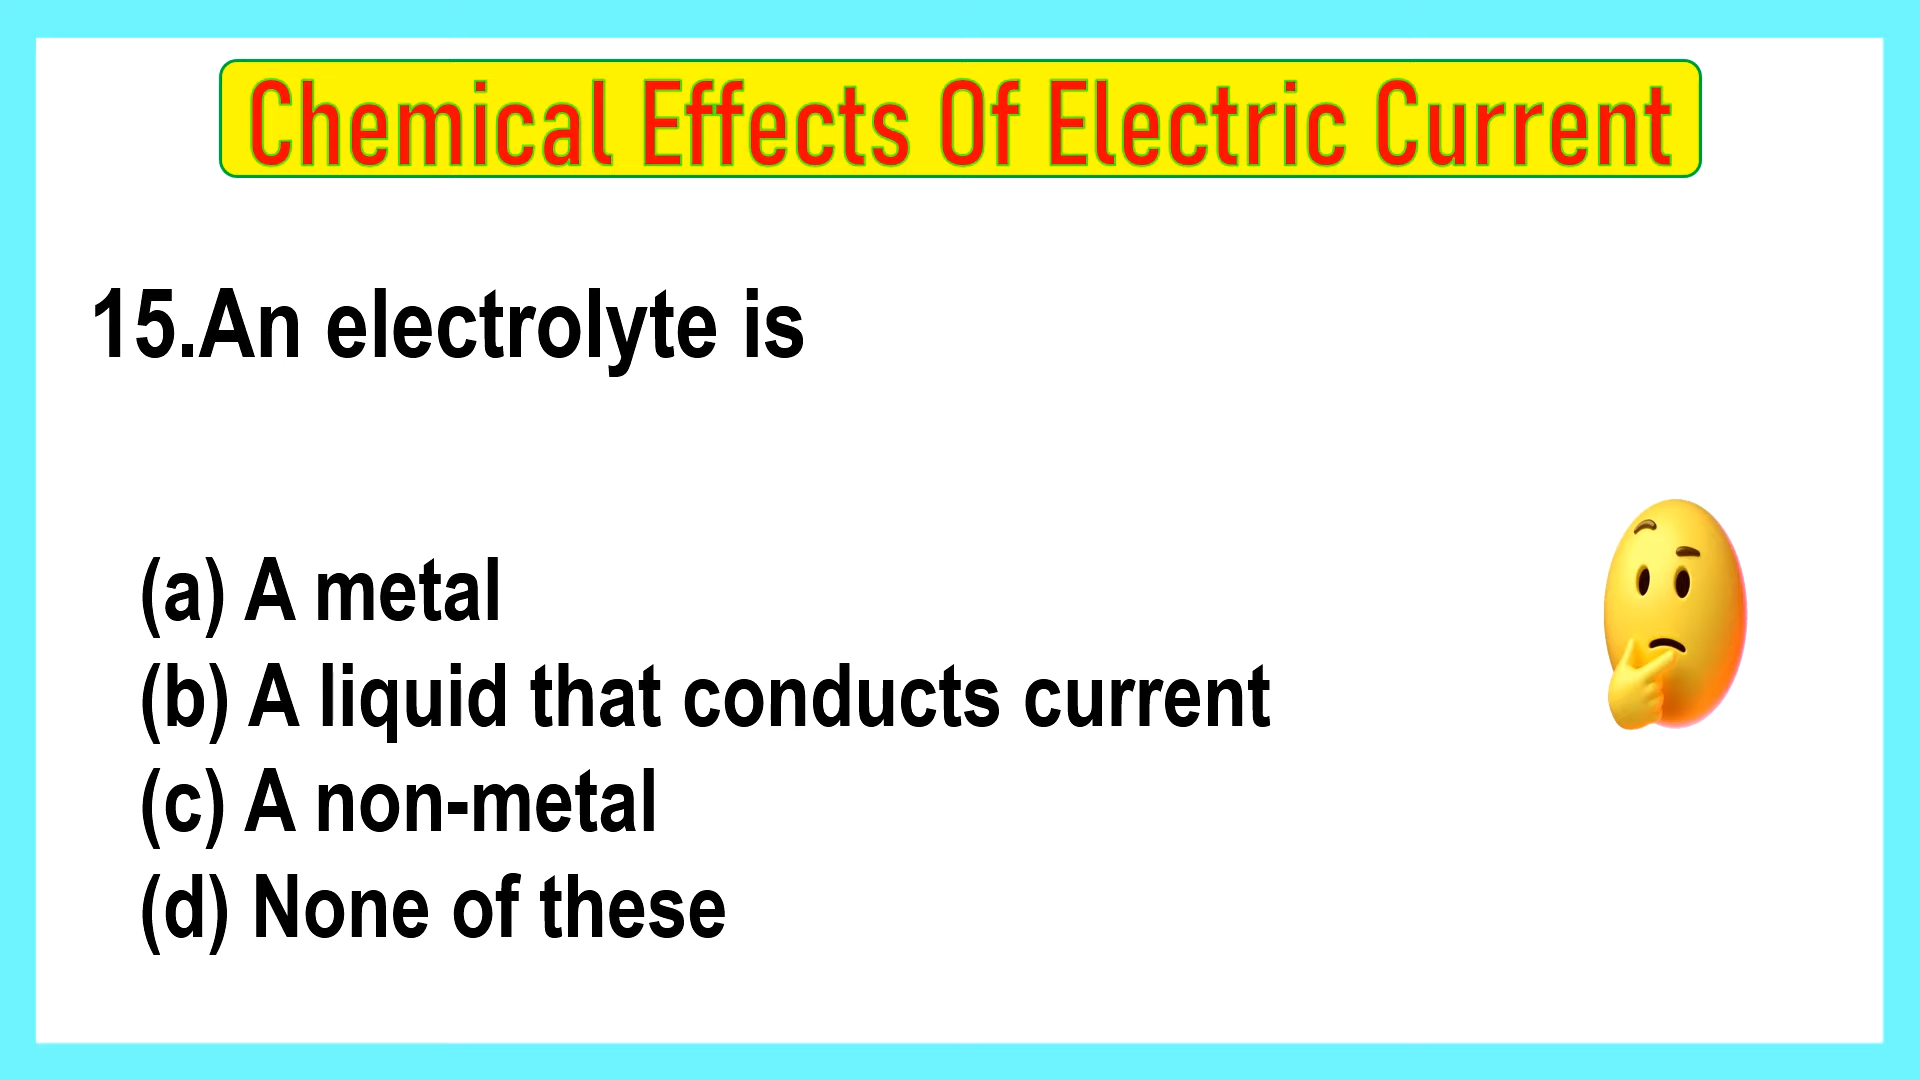 Chemical Effects Of Electric Current
15.An electrolyte is
(a) A metal
(b) A liquid that conducts current
(c) A non-metal
(d) None of these